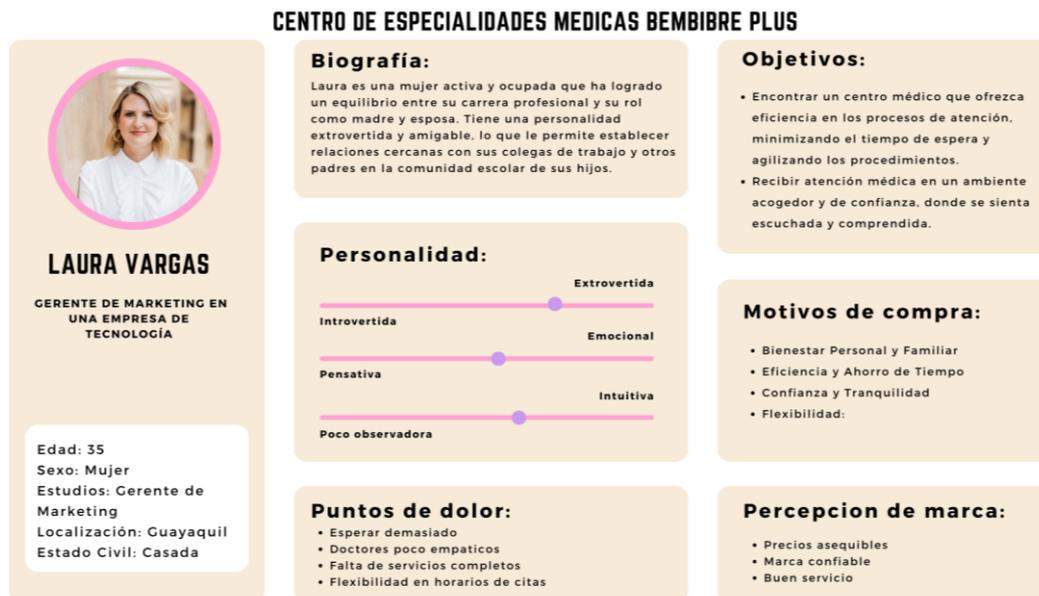 CENTRO DE ESPECIALIDADES MEDICAS BEMBIBRE PLUS
LAURA VARGAS
GERENTE DE MARKETING EN
UNA EMPRESA DE
TECNOLOGÍA
Edad: 35
Sexo: Mujer
Estudios: Gerente de
Marketing
Localización: Guayaquil
Estado Civil: Casada
Biografía:
Laura es una mujer activa y ocupada que ha logrado
un equilibrio entre su carrera profesional y su rol
como madre y esposa. Tiene una personalidad
extrovertida y amigable, lo que le permite establecer
relaciones cercanas con sus colegas de trabajo y otros
padres en la comunidad escolar de sus hijos.
Personalidad:
Extrovertida
Introvertida
Emocional
Pensativa
Intuitiva
Poco observadora
Puntos de dolor:
• Esperar demasiado
• Doctores poco empaticos
• Falta de servicios completos
• Flexibilidad en horarios de citas
Objetivos:
• Encontrar un centro médico que ofrezca
eficiencia en los procesos de atención,
minimizando el tiempo de espera y
agilizando los procedimientos.
• Recibir atención médica en un ambiente
acogedor y de confianza, donde se sienta
escuchada y comprendida.
Motivos de compra:
• Bienestar Personal y Familiar
• Eficiencia y Ahorro de Tiempo
• Confianza y Tranquilidad
• Flexibilidad:
Percepcion de marca:
• Precios asequibles
• Marca confiable
• Buen servicio